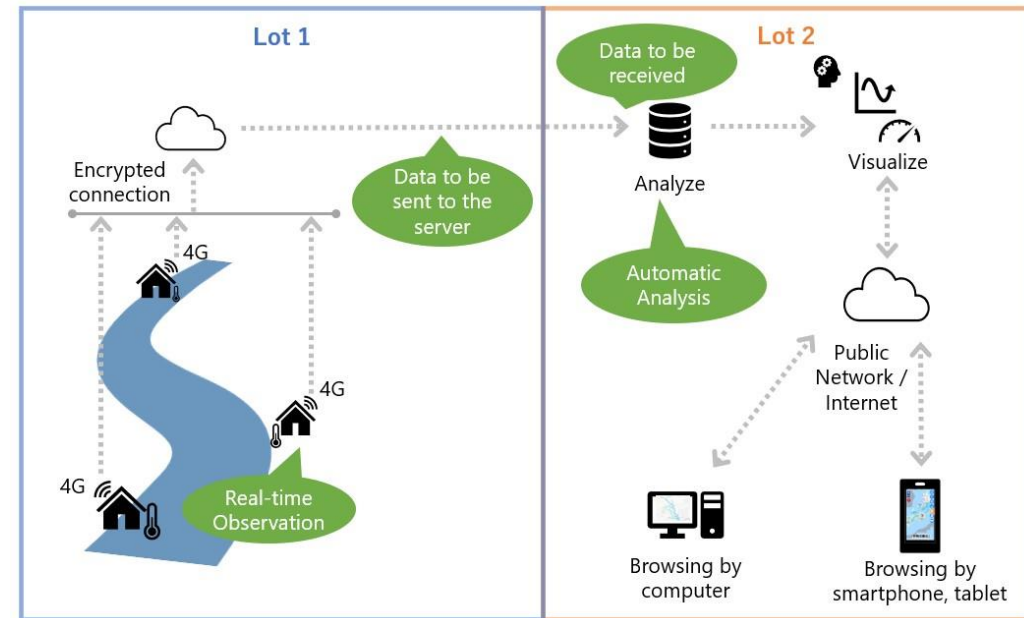 Lot 1
Encrypted
connection
Data to be
sent to the
server
4G
4G
4G
Real-time
Observation
Lot 2
Data to be
received
Analyze
Visualize
Automatic
Analysis
Public
Network /
Internet
Browsing by
computer
Browsing by
smartphone, tablet